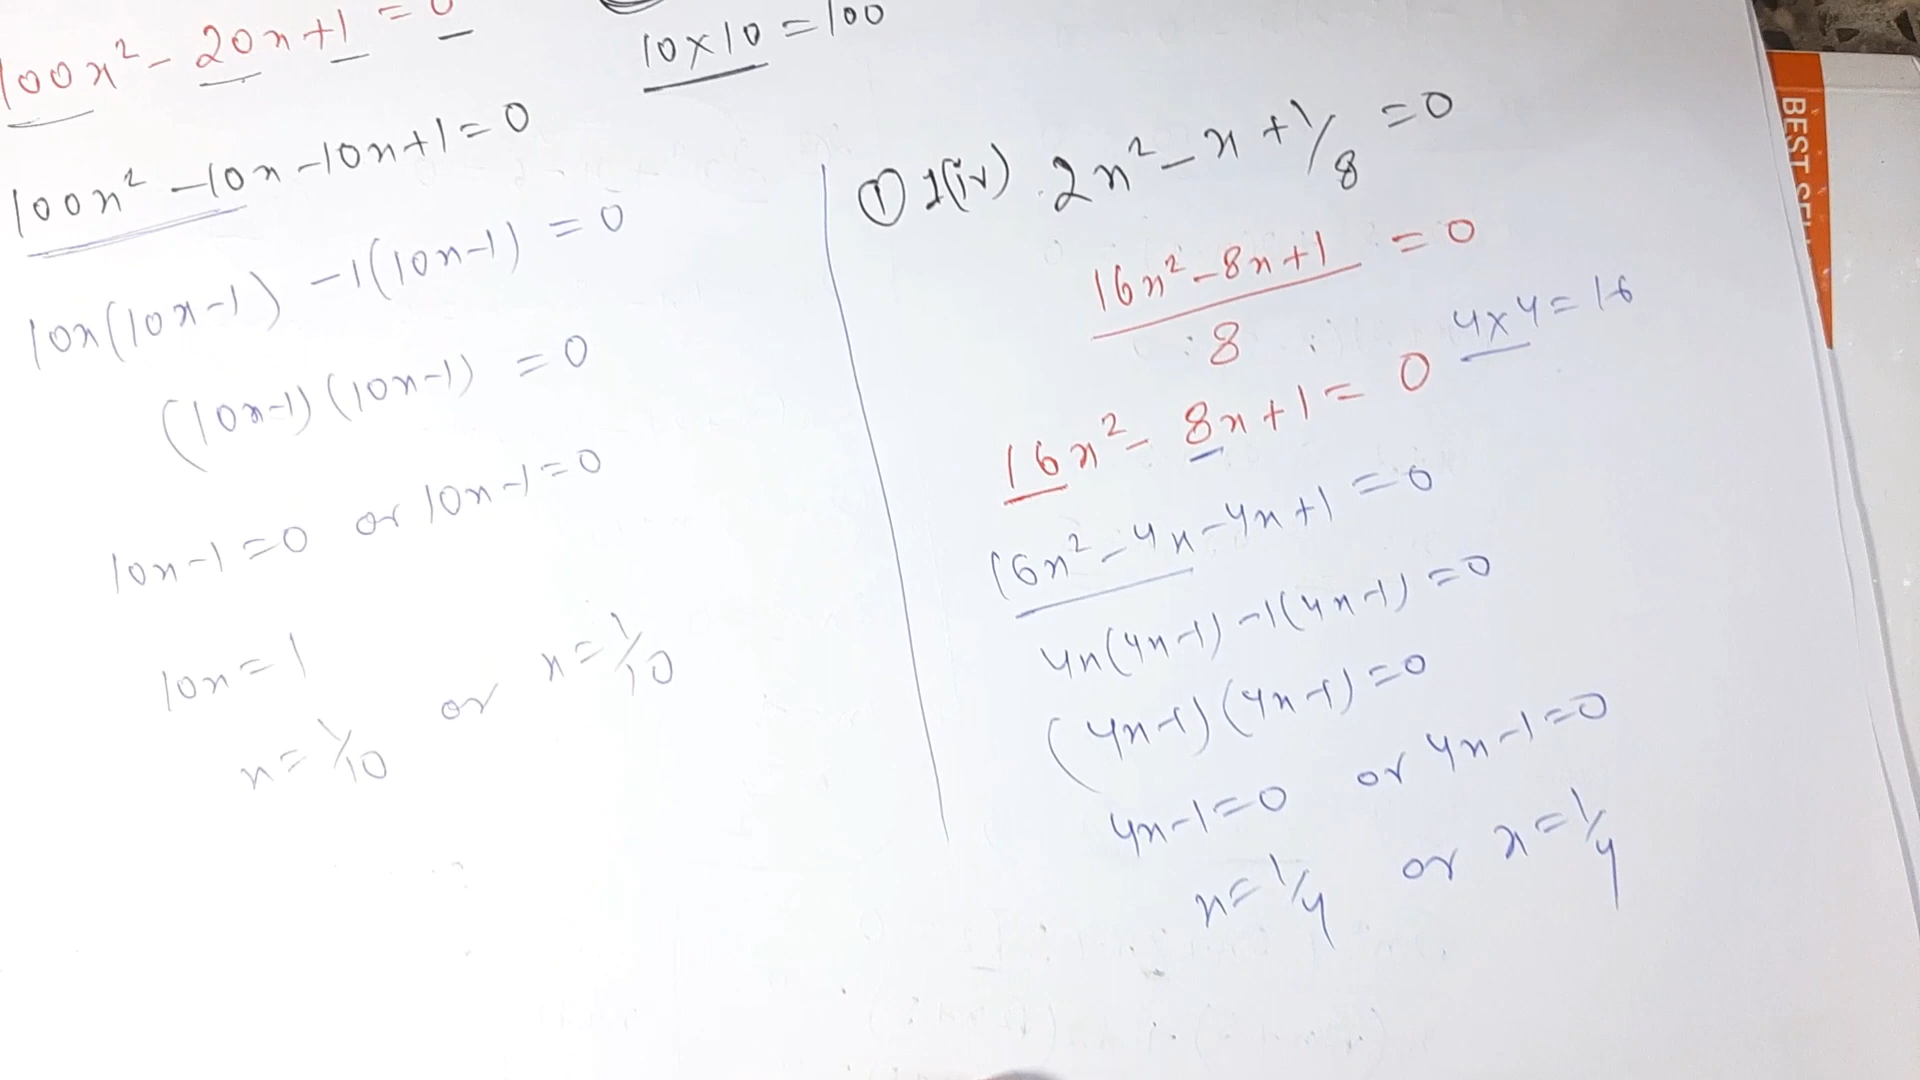 100x² - 20x + 1 = 0
10 × 10 = 100
100x² - 10x - 10x + 1 = 0
10x(10x-1) - 1(10x-1) = 0
(10x-1)(10x-1) = 0
10x-1=0 or 10x-1=0
10x = 1
x = 1/10 or x = 1/10
① 1(iv) 2x² - x + 1/8 = 0
16x² - 8x + 1 = 0
8
4 × 4 = 16
16x² - 8x + 1 = 0
16x² - 4x - 4x + 1 = 0
4x(4x-1) - 1(4x-1) = 0
(4x-1)(4x-1) = 0
4x-1=0 or 4x-1=0
x = 1/4 or x = 1/4
BEST